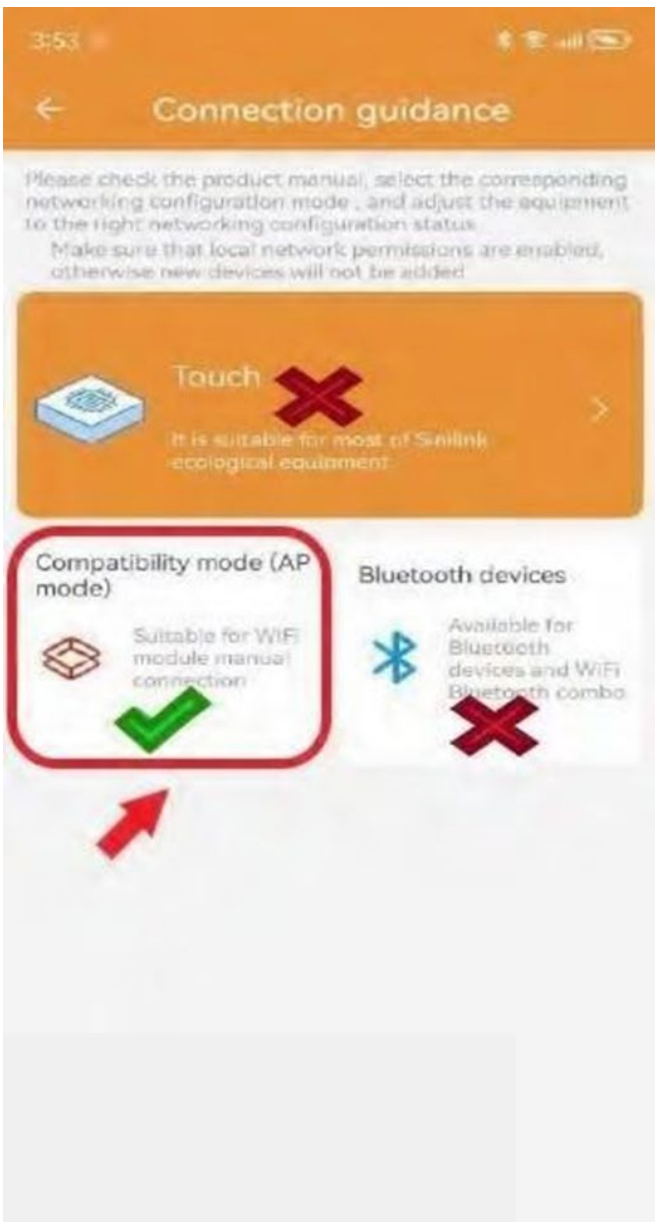 3:53
Connection guidance
Please check the product manual, select the corresponding
networking configuration mode , and adjust the equipment
to the right networking configuration status
Make sure that local network permissions are enabled,
otherwise new devices will not be added
Touch
It is suitable for most of Sinilink
ecological equipment
Compatibility mode (AP
mode)
Suitable for WiFi
module manual
connection
Bluetooth devices
Available for
Bluetooth
devices and WiFi
Bluetooth combo